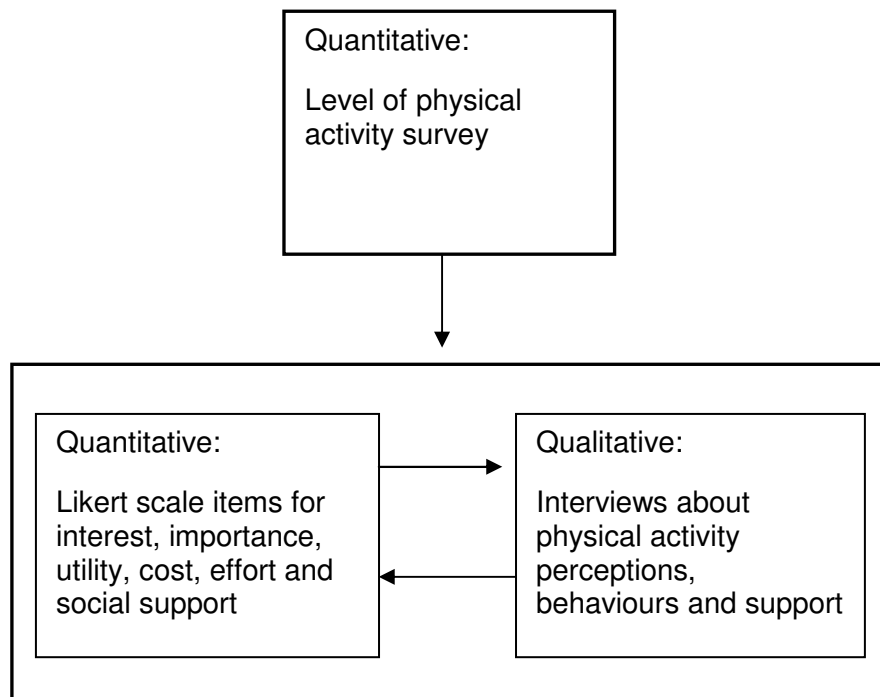 Quantitative:
Level of physical
activity survey
Quantitative:
Likert scale items for
interest, importance,
utility, cost, effort and
social support
Qualitative:
Interviews about
physical activity
perceptions,
behaviours and support